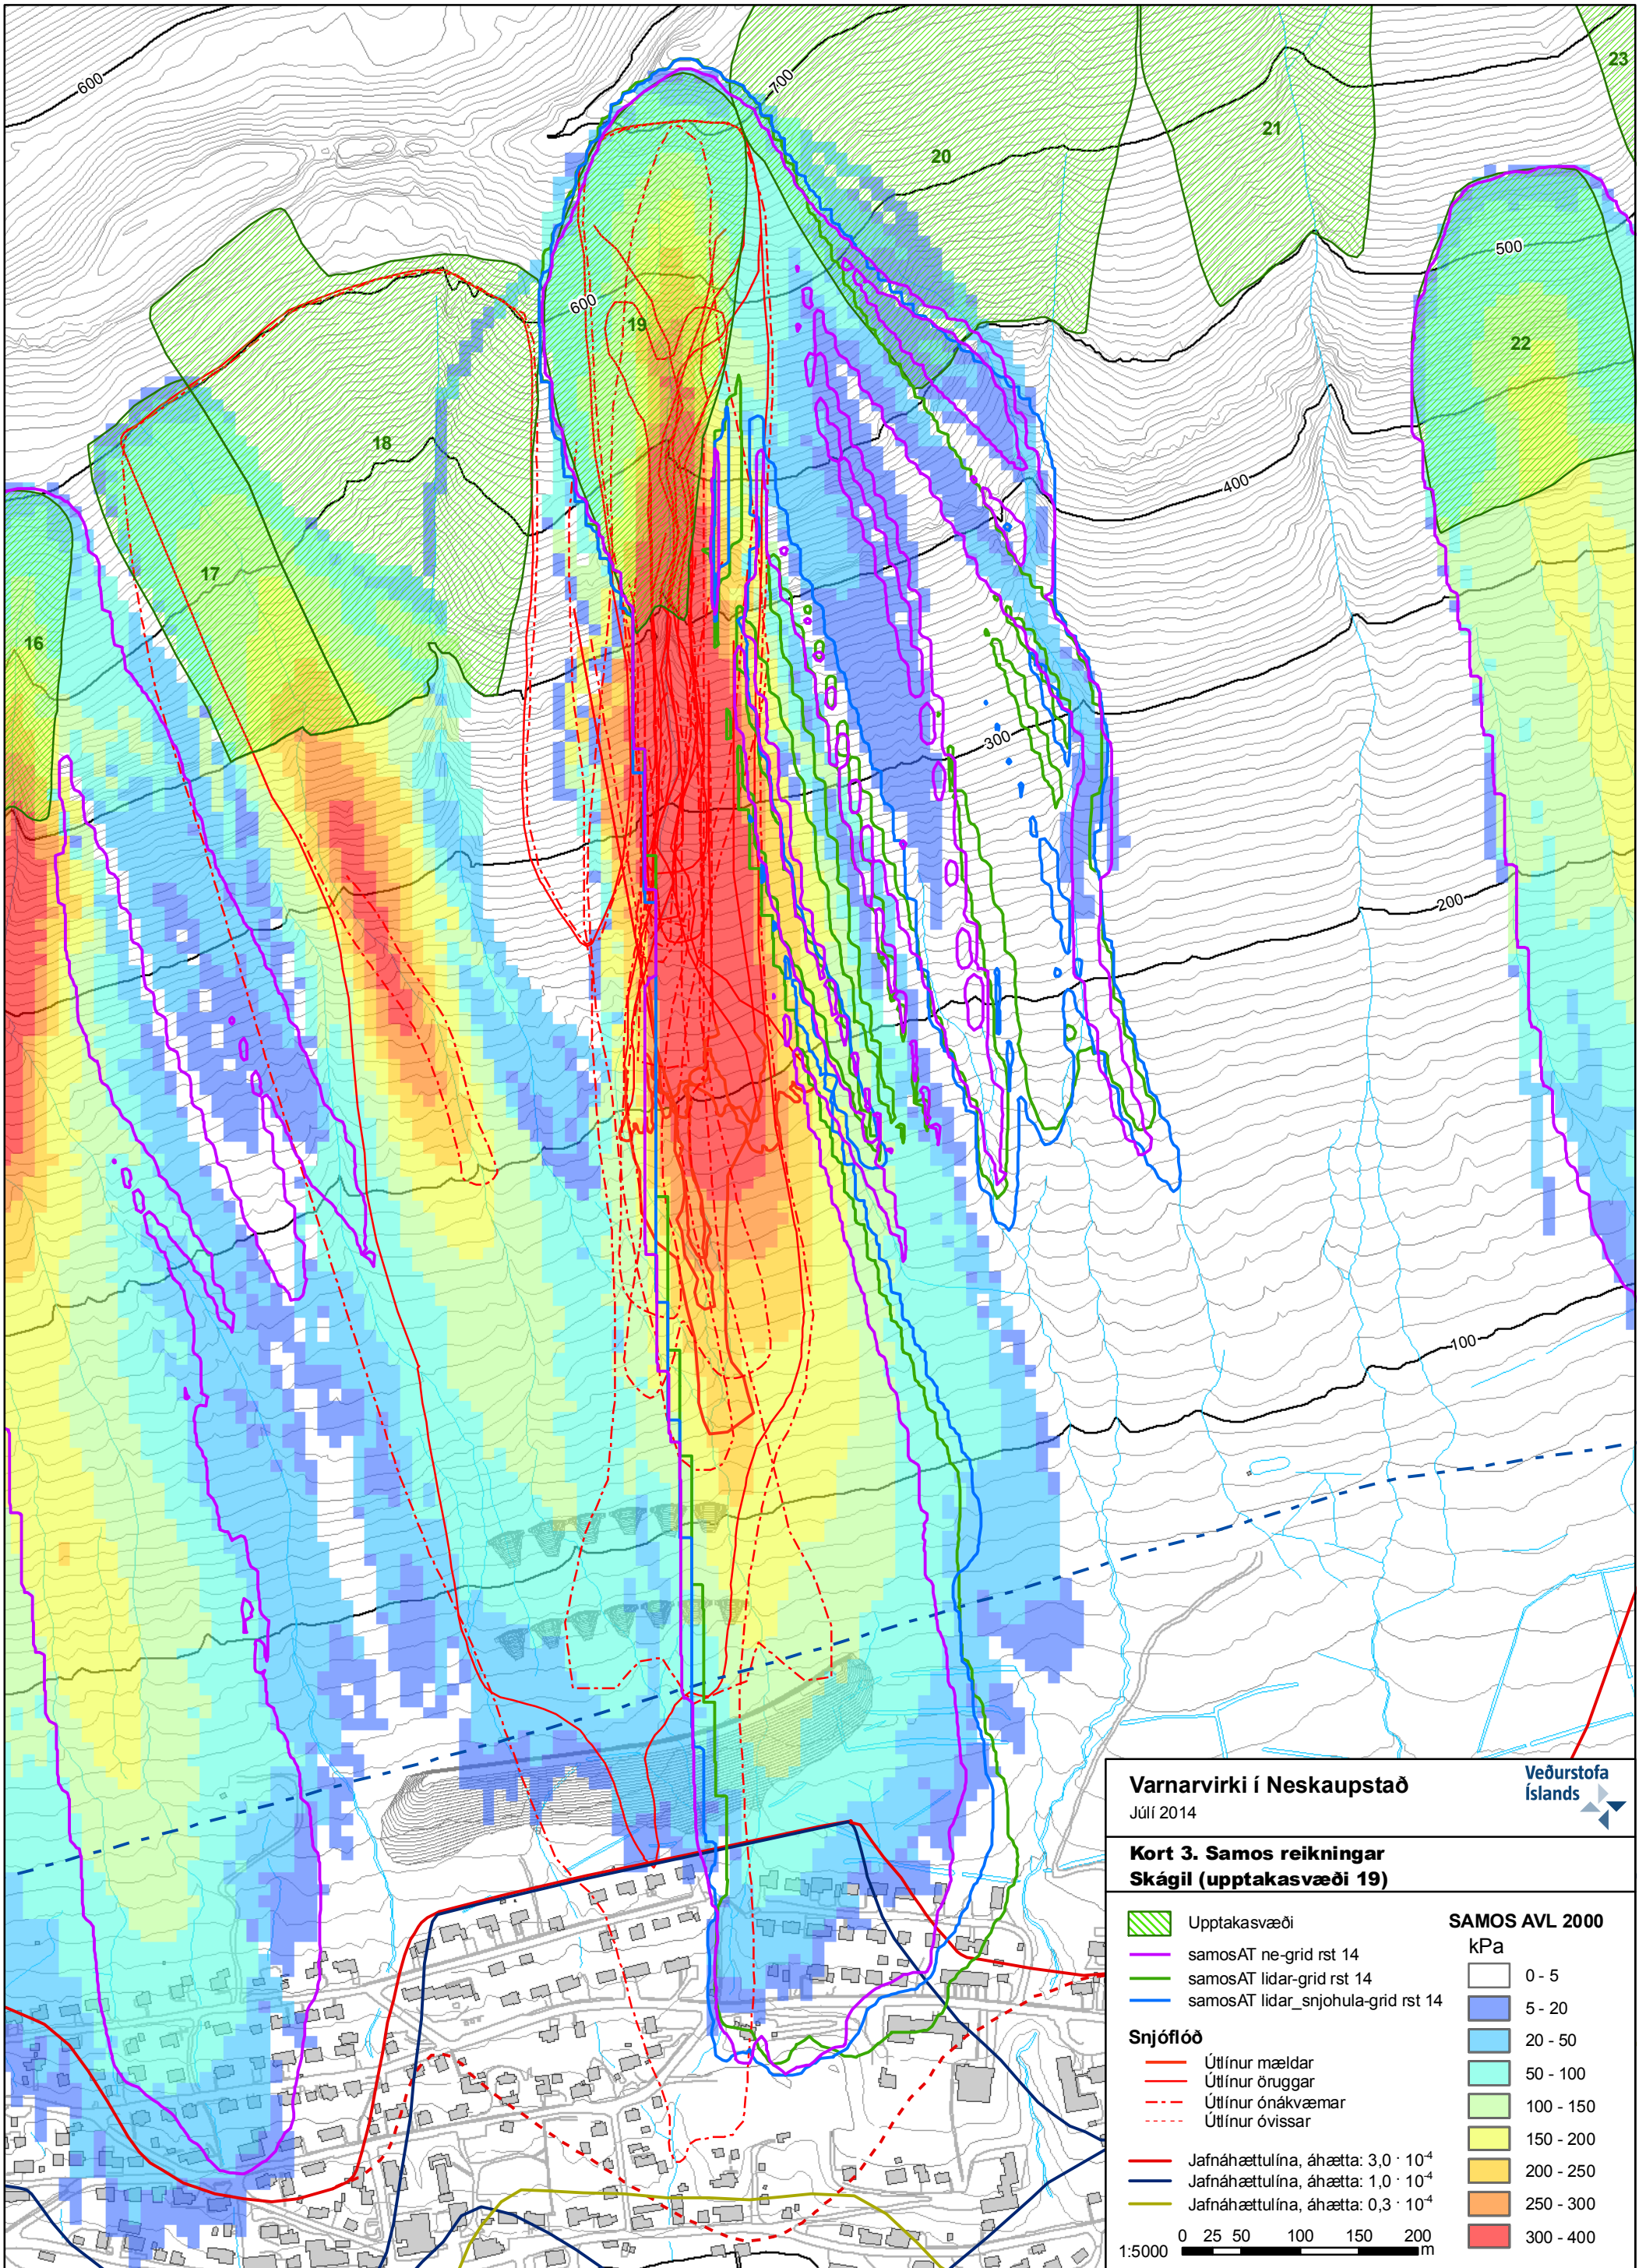 600
700
23
21
20
500
600
19
22
18
400
17
16
300
200
100
Varnarvirki í Neskaupstað
Júlí 2014
Veðurstofa
Íslands
Kort 3. Samos reikningar
Skágil (upptakasvæði 19)
Upptakasvæði
samosAT ne-grid rst 14
samosAT lidar-grid rst 14
samosAT lidar_snjohula-grid rst 14
Snjóflóð
Útlínur mældar
Útlínur öruggar
Útlínur ónákvæmar
Útlínur óvissar
Jafnáhættulína, áhætta: 3,0 · 10⁻⁴
Jafnáhættulína, áhætta: 1,0 · 10⁻⁴
Jafnáhættulína, áhætta: 0,3 · 10⁻⁴
SAMOS AVL 2000
kPa
0 - 5
5 - 20
20 - 50
50 - 100
100 - 150
150 - 200
200 - 250
250 - 300
300 - 400
0 25 50 100 150 200
1:5000 m